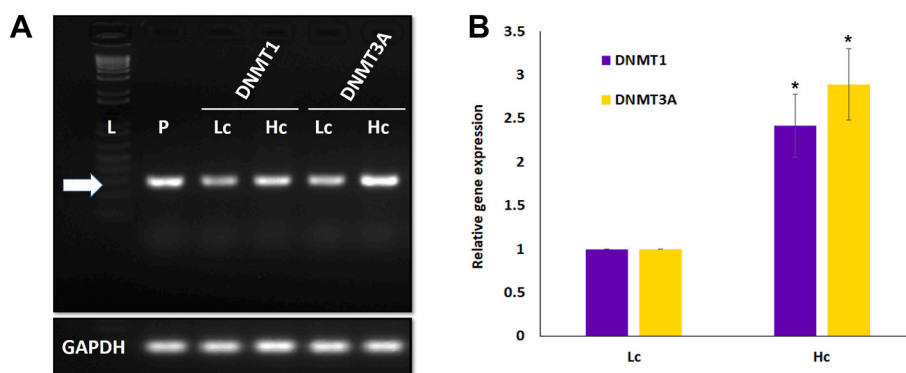 A
DNMT1
DNMT3A
L P Lc Hc Lc Hc
GAPDH
B
Relative gene expression
3.5
3
2.5
2
1.5
1
0.5
0
DNMT1
DNMT3A
*
*
Lc Hc